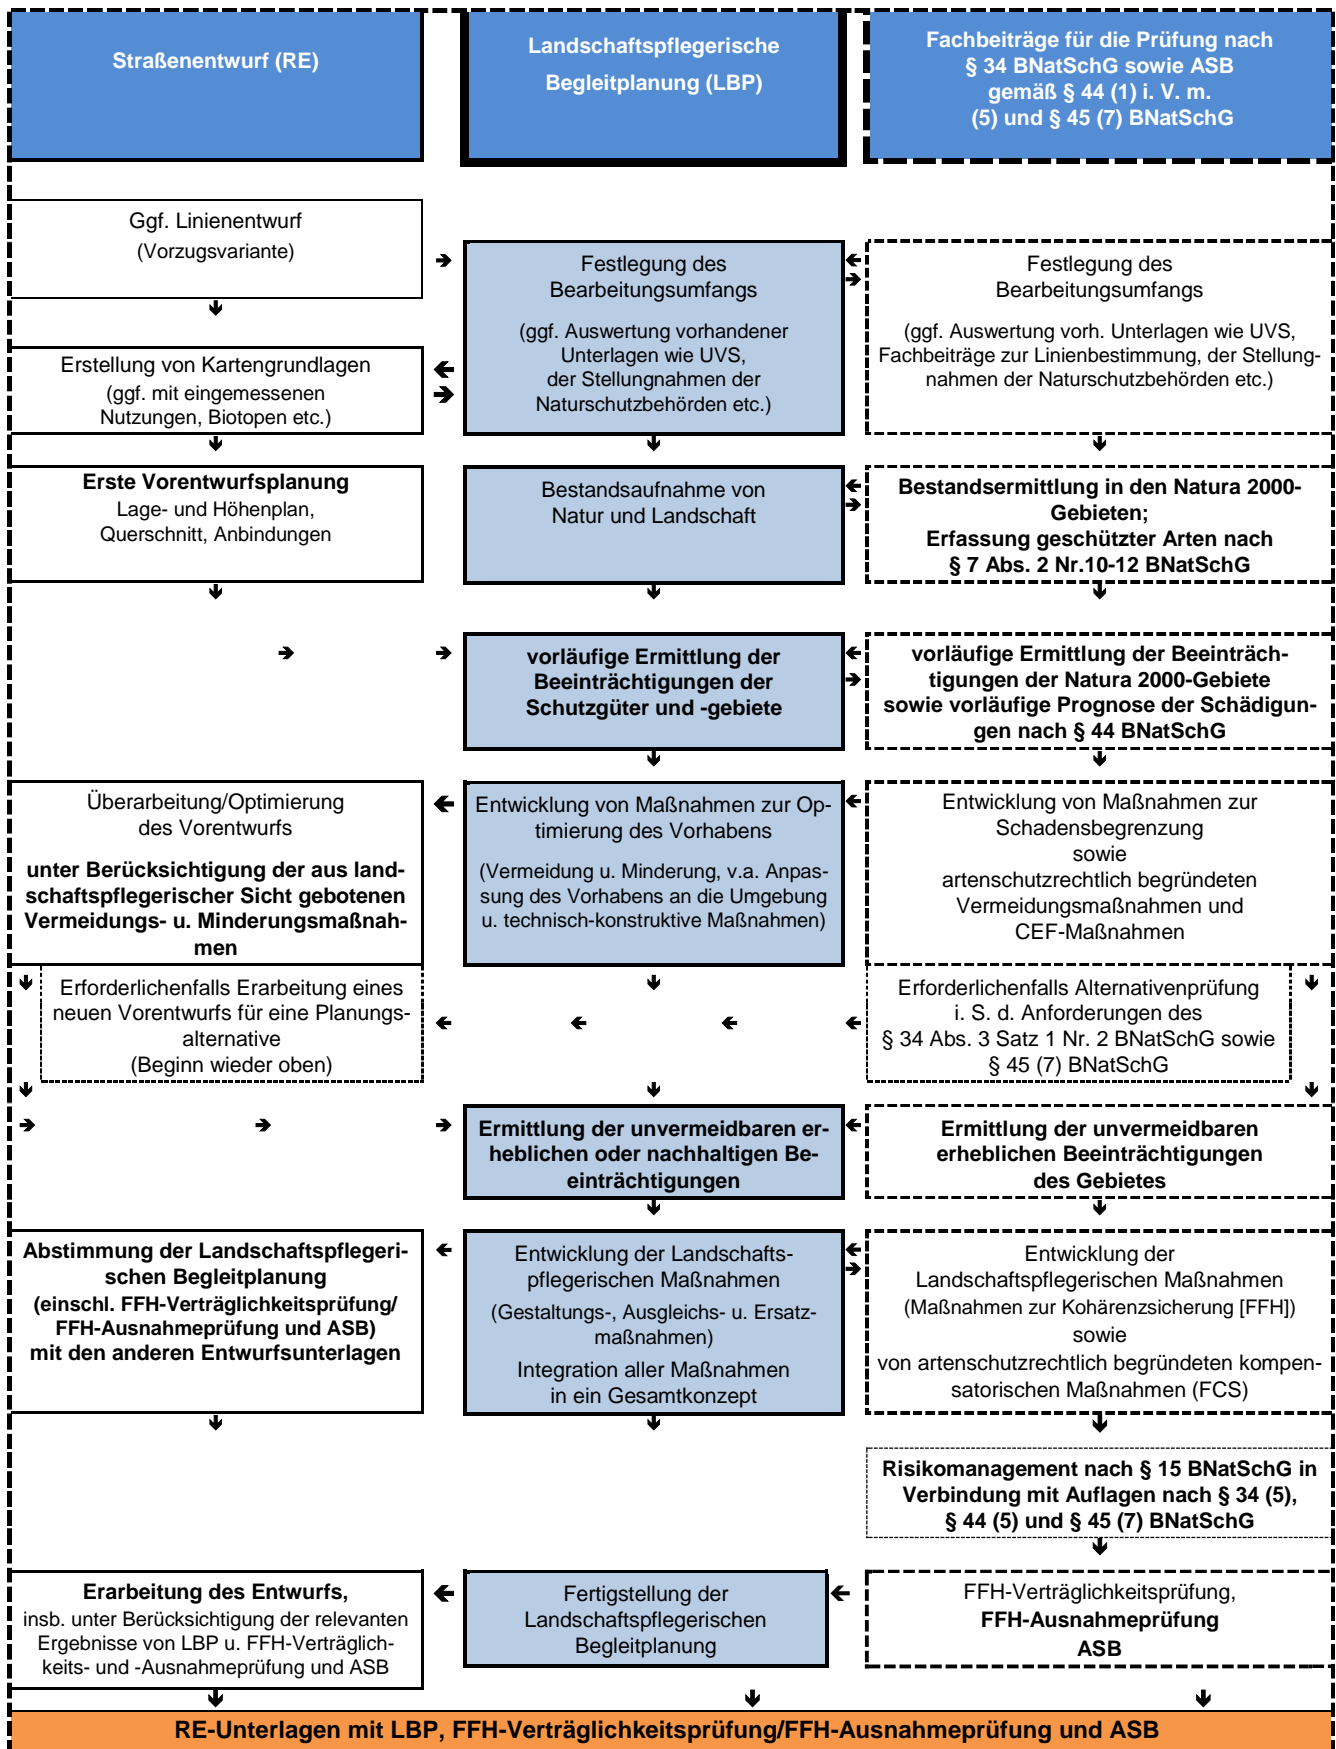 Straßenentwurf (RE)
Landschaftspflegerische
Begleitplanung (LBP)
Fachbeiträge für die Prüfung nach
§ 34 BNatSchG sowie ASB
gemäß § 44 (1) i. V. m.
(5) und § 45 (7) BNatSchG
Ggf. Linienentwurf
(Vorzugsvariante)
Festlegung des
Bearbeitungsumfangs
(ggf. Auswertung vorhandener
Unterlagen wie UVS,
der Stellungnahmen der
Naturschutzbehörden etc.)
Festlegung des
Bearbeitungsumfangs
(ggf. Auswertung vorh. Unterlagen wie UVS,
Fachbeiträge zur Linienbestimmung, der Stellung-
nahmen der Naturschutzbehörden etc.)
Erstellung von Kartengrundlagen
(ggf. mit eingemessenen
Nutzungen, Biotopen etc.)
Erste Vorentwurfsplanung
Lage- und Höhenplan,
Querschnitt, Anbindungen
Bestandsaufnahme von
Natur und Landschaft
Bestandsermittlung in den Natura 2000-
Gebieten;
Erfassung geschützter Arten nach
§ 7 Abs. 2 Nr.10-12 BNatSchG
vorläufige Ermittlung der
Beeinträchtigungen der
Schutzgüter und -gebiete
vorläufige Ermittlung der Beeinträch-
tigungen der Natura 2000-Gebiete
sowie vorläufige Prognose der Schädigun-
gen nach § 44 BNatSchG
Überarbeitung/Optimierung
des Vorentwurfs
unter Berücksichtigung der aus land-
schaftspflegerischer Sicht gebotenen
Vermeidungs- u. Minderungsmaßnah-
men
Entwicklung von Maßnahmen zur Op-
timierung des Vorhabens
(Vermeidung u. Minderung, v.a. Anpas-
sung des Vorhabens an die Umgebung
u. technisch-konstruktive Maßnahmen)
Entwicklung von Maßnahmen zur
Schadensbegrenzung
sowie
artenschutzrechtlich begründeten
Vermeidungsmaßnahmen und
CEF-Maßnahmen
Erforderlichenfalls Erarbeitung eines
neuen Vorentwurfs für eine Planungs-
alternative
(Beginn wieder oben)
Erforderlichenfalls Alternativenprüfung
i. S. d. Anforderungen des
§ 34 Abs. 3 Satz 1 Nr. 2 BNatSchG sowie
§ 45 (7) BNatSchG
Ermittlung der unvermeidbaren er-
heblichen oder nachhaltigen Be-
einträchtigungen
Ermittlung der unvermeidbaren
erheblichen Beeinträchtigungen
des Gebietes
Abstimmung der Landschaftspflegeri-
schen Begleitplanung
(einschl. FFH-Verträglichkeitsprüfung/
FFH-Ausnahmeprüfung und ASB)
mit den anderen Entwurfsunterlagen
Entwicklung der Landschafts-
pflegerischen Maßnahmen
(Gestaltungs-, Ausgleichs- u. Ersatz-
maßnahmen)
Integration aller Maßnahmen
in ein Gesamtkonzept
Entwicklung der
Landschaftspflegerischen Maßnahmen
(Maßnahmen zur Kohärenzsicherung [FFH])
sowie
von artenschutzrechtlich begründeten kompen-
satorischen Maßnahmen (FCS)
Risikomanagement nach § 15 BNatSchG in
Verbindung mit Auflagen nach § 34 (5),
§ 44 (5) und § 45 (7) BNatSchG
Erarbeitung des Entwurfs,
insb. unter Berücksichtigung der relevanten
Ergebnisse von LBP u. FFH-Verträglich-
keits- und -Ausnahmeprüfung und ASB
Fertigstellung der
Landschaftspflegerischen
Begleitplanung
FFH-Verträglichkeitsprüfung,
FFH-Ausnahmeprüfung
ASB
RE-Unterlagen mit LBP, FFH-Verträglichkeitsprüfung/FFH-Ausnahmeprüfung und ASB